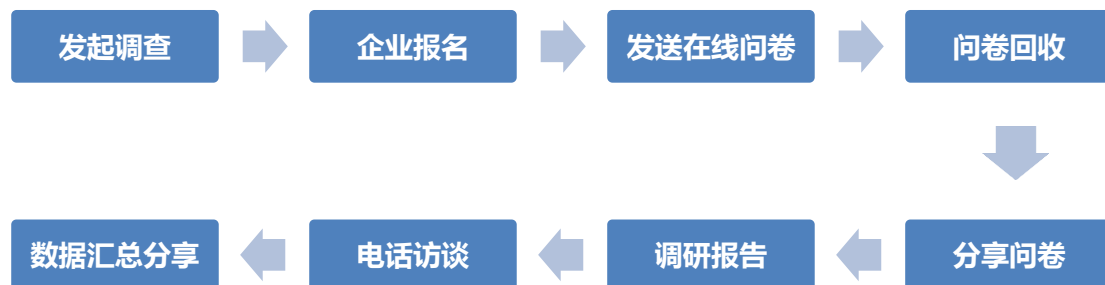 发起调查
企业报名
发送在线问卷
问卷回收
分享问卷
调研报告
电话访谈
数据汇总分享